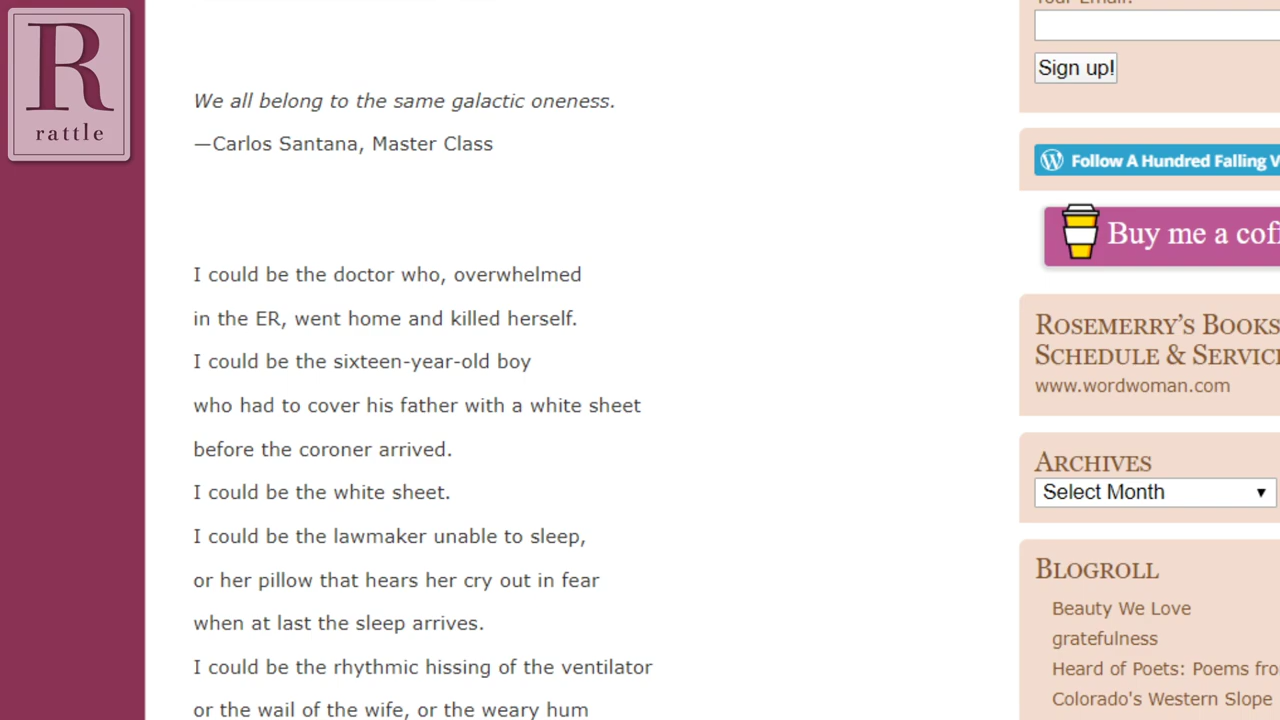 R
rattle
We all belong to the same galactic oneness.
—Carlos Santana, Master Class
I could be the doctor who, overwhelmed
in the ER, went home and killed herself.
I could be the sixteen-year-old boy
who had to cover his father with a white sheet
before the coroner arrived.
I could be the white sheet.
I could be the lawmaker unable to sleep,
or her pillow that hears her cry out in fear
when at last the sleep arrives.
I could be the rhythmic hissing of the ventilator
or the wail of the wife, or the weary hum
Your Email:
Sign up!
Follow A Hundred Falling V
Buy me a cof
Rosemerry's Books
Schedule & Servic
www.wordwoman.com
Archives
Select Month
Blogroll
Beauty We Love
gratefulness
Heard of Poets: Poems fro
Colorado's Western Slope